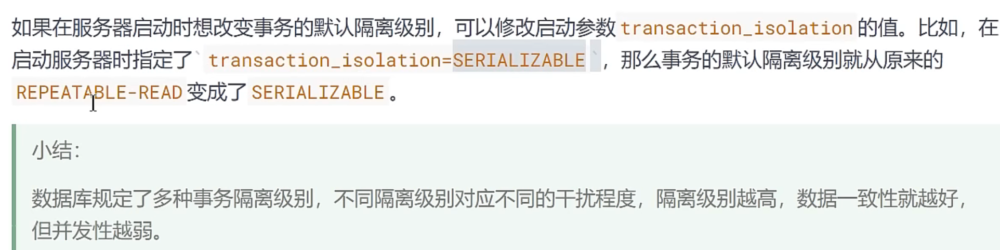 如果在服务器启动时想改变事务的默认隔离级别，可以修改启动参数 transaction_isolation 的值。比如，在
启动服务器时指定了` transaction_isolation=SERIALIZABLE `，那么事务的默认隔离级别就从原来的
REPEATABLE-READ 变成了 SERIALIZABLE 。
小结：
数据库规定了多种事务隔离级别，不同隔离级别对应不同的干扰程度，隔离级别越高，数据一致性就越好，
但并发性越弱。